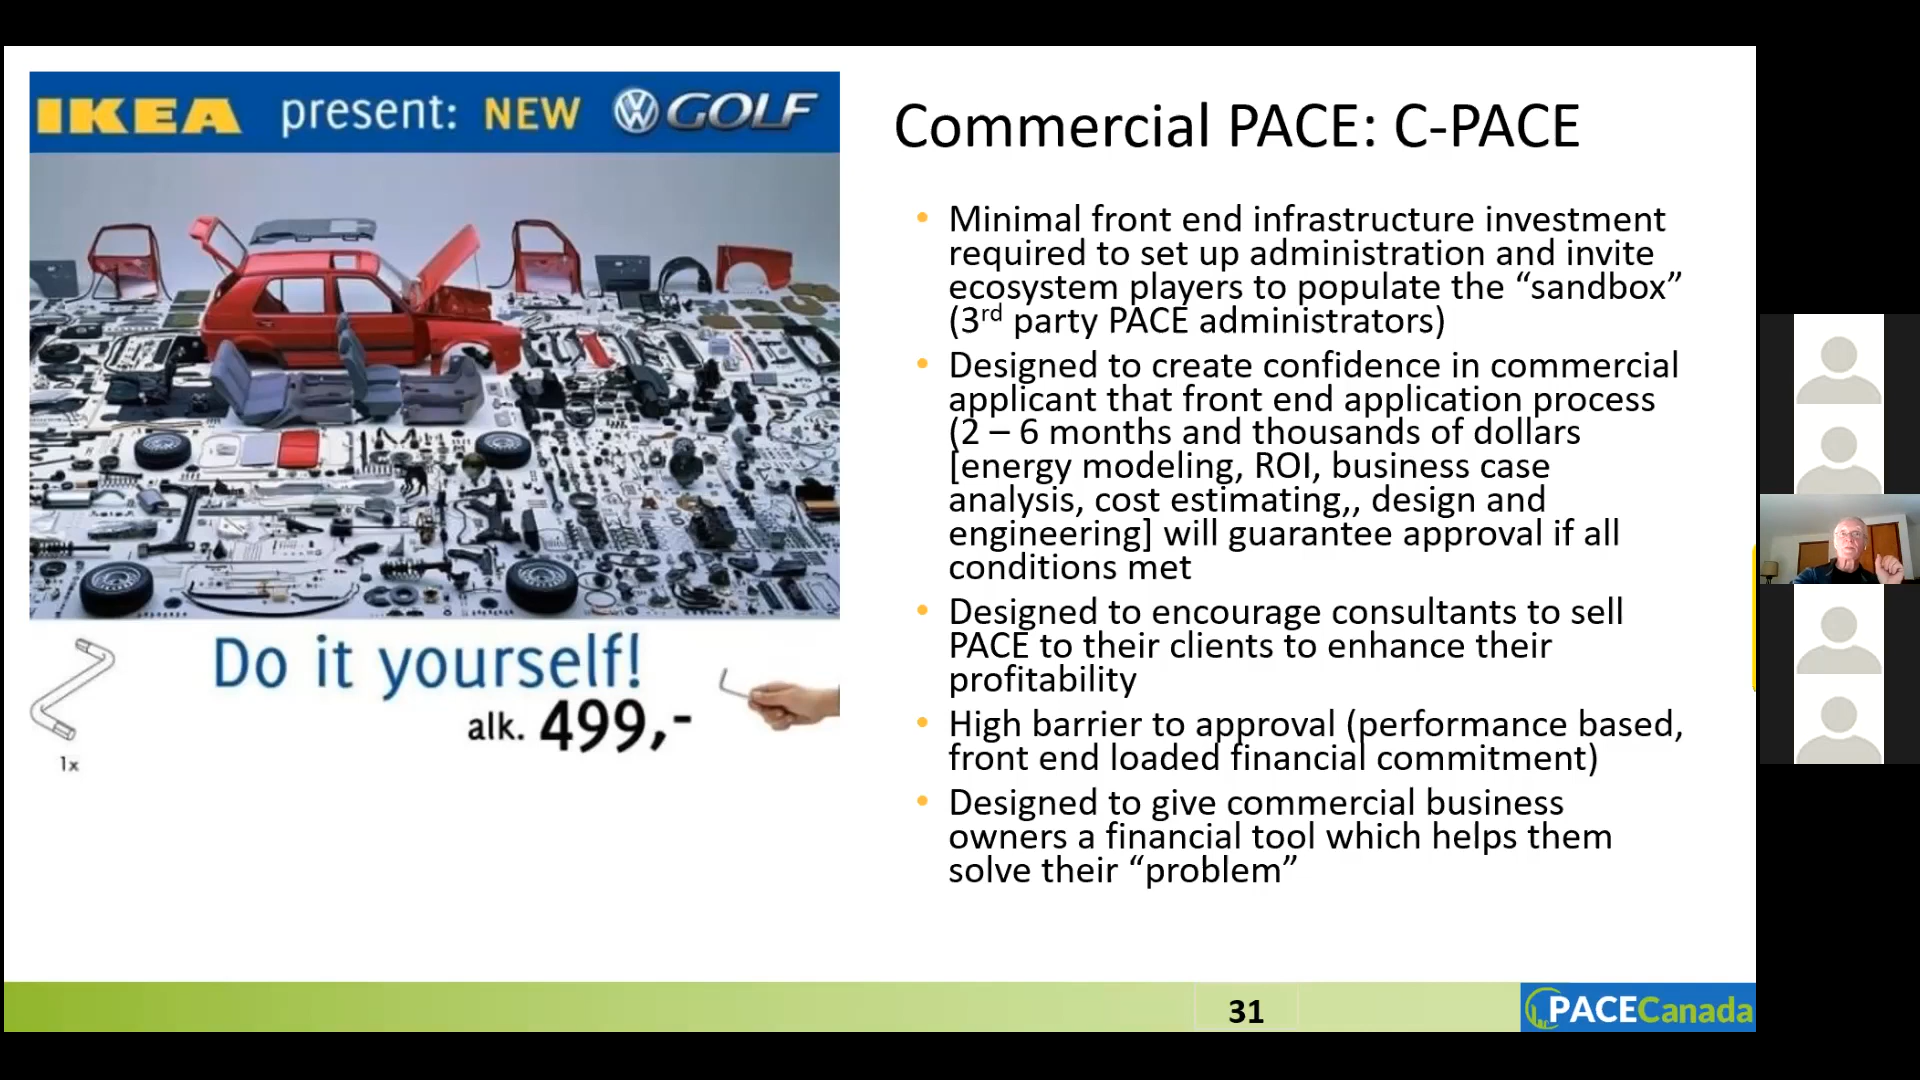 IKEA present: NEW GOLF
Do it yourself!
alk. 499,-
1x
Commercial PACE: C-PACE
• Minimal front end infrastructure investment
required to set up administration and invite
ecosystem players to populate the “sandbox”
(3rd party PACE administrators)
• Designed to create confidence in commercial
applicant that front end application process
(2 – 6 months and thousands of dollars
[energy modeling, ROI, business case
analysis, cost estimating,, design and
engineering] will guarantee approval if all
conditions met
• Designed to encourage consultants to sell
PACE to their clients to enhance their
profitability
• High barrier to approval (performance based,
front end loaded financial commitment)
• Designed to give commercial business
owners a financial tool which helps them
solve their “problem”
31
PACECanada